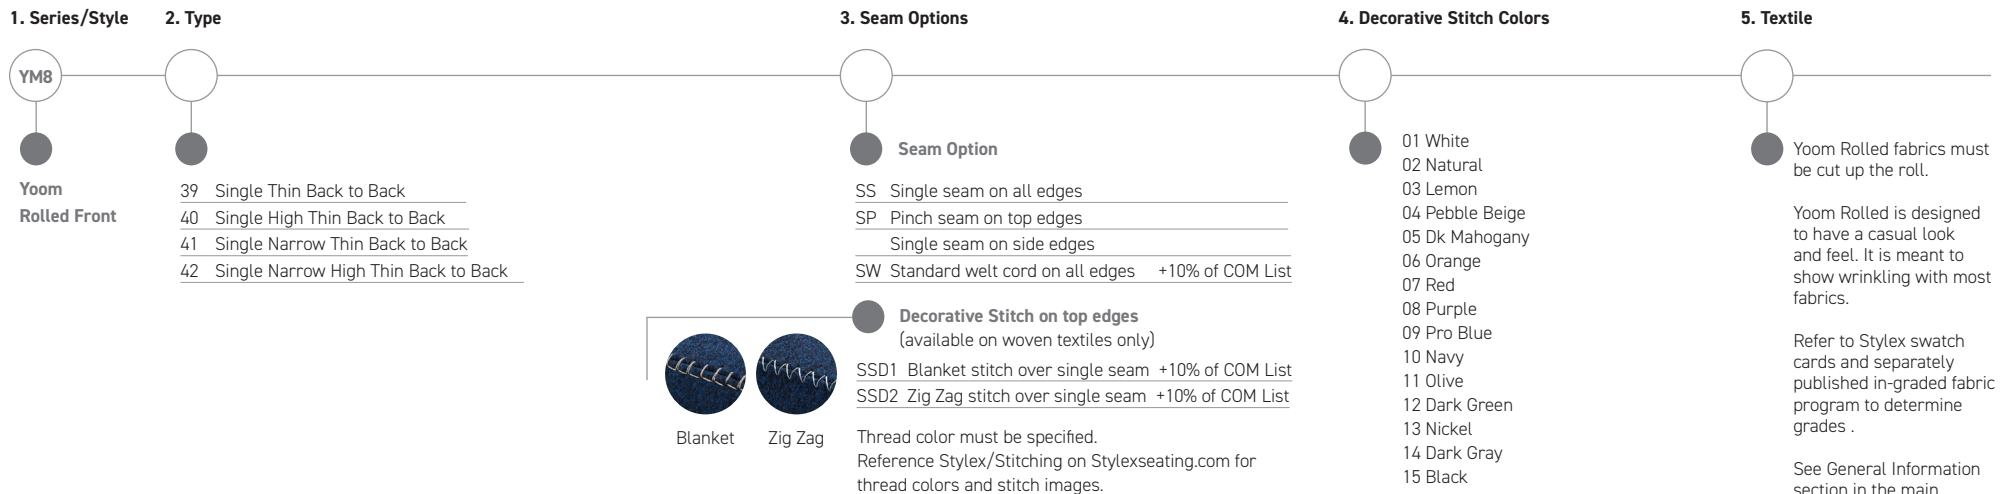 1. Series/Style
2. Type
3. Seam Options
4. Decorative Stitch Colors
5. Textile
YM8
Yoom
Rolled Front
39 Single Thin Back to Back
40 Single High Thin Back to Back
41 Single Narrow Thin Back to Back
42 Single Narrow High Thin Back to Back
Seam Option
SS Single seam on all edges
SP Pinch seam on top edges
Single seam on side edges
SW Standard welt cord on all edges +10% of COM List
Decorative Stitch on top edges
(available on woven textiles only)
SSD1 Blanket stitch over single seam +10% of COM List
SSD2 Zig Zag stitch over single seam +10% of COM List
Blanket
Zig Zag
Thread color must be specified.
Reference Stylex/Stitching on Stylexseating.com for
thread colors and stitch images.
01 White
02 Natural
03 Lemon
04 Pebble Beige
05 Dk Mahogany
06 Orange
07 Red
08 Purple
09 Pro Blue
10 Navy
11 Olive
12 Dark Green
13 Nickel
14 Dark Gray
15 Black
Yoom Rolled fabrics must
be cut up the roll.
Yoom Rolled is designed
to have a casual look
and feel. It is meant to
show wrinkling with most
fabrics.
Refer to Stylex swatch
cards and separately
published in-graded fabric
program to determine
grades .
See General Information
section in the main